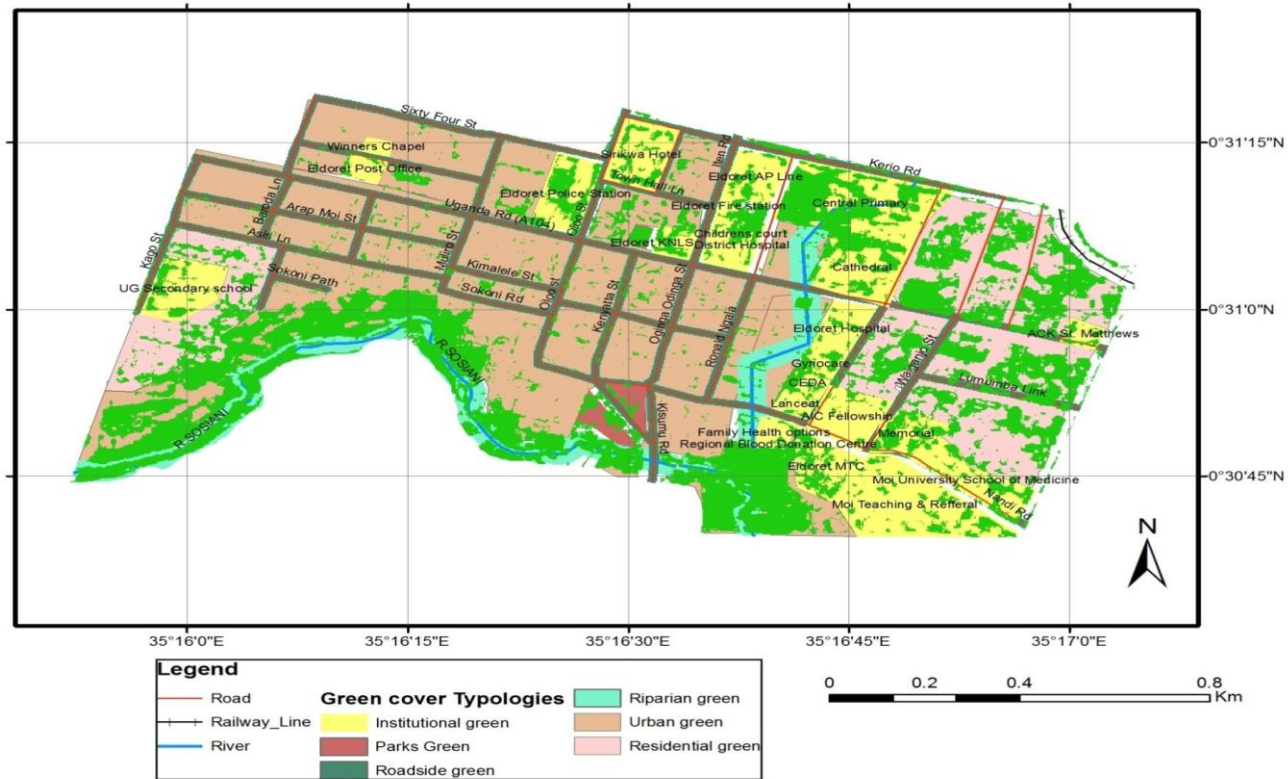 Sixty Four St
Winners Chapel
Eldoret Post Office
Sirikwa Hotel
Iten Rd
Kerio Rd
0°31'15"N
Town Hall Ln
Eldoret AP Line
Eldoret Police Station
Eldoret Fire station
Central Primary
Arap Moi St
Uganda Rd (A104)
Oloo St
Asis Ln
Muliro St
Eldoret KNLS
Childrens court
District Hospital
Kago St
Sokoni Path
Kimalele St
Cathedral
UG Secondary school
Sokoni Rd
Oloo st
Kenyatta St
Oginga Odinga St
Ronald Ngala
0°31'0"N
Eldoret Hospital
ACK St. Matthews
R.SOSIANI
Gynocare
CEDA
Waganjo St
Lumumba Link
Lanceat
AIC Fellowship
R.SOSIANI
Kisumu Rd
Family Health options
Memorial
Regional Blood Donation Centre
Eldoret MTC
0°30'45"N
Moi University School of Medicine
Moi Teaching & Refferal
Nandi Rd
N
35°16'0"E
35°16'15"E
35°16'30"E
35°16'45"E
35°17'0"E
Legend
Road
Railway_Line
River
Green cover Typologies
Institutional green
Parks Green
Roadside green
Riparian green
Urban green
Residential green
0 0.2 0.4 0.8
Km